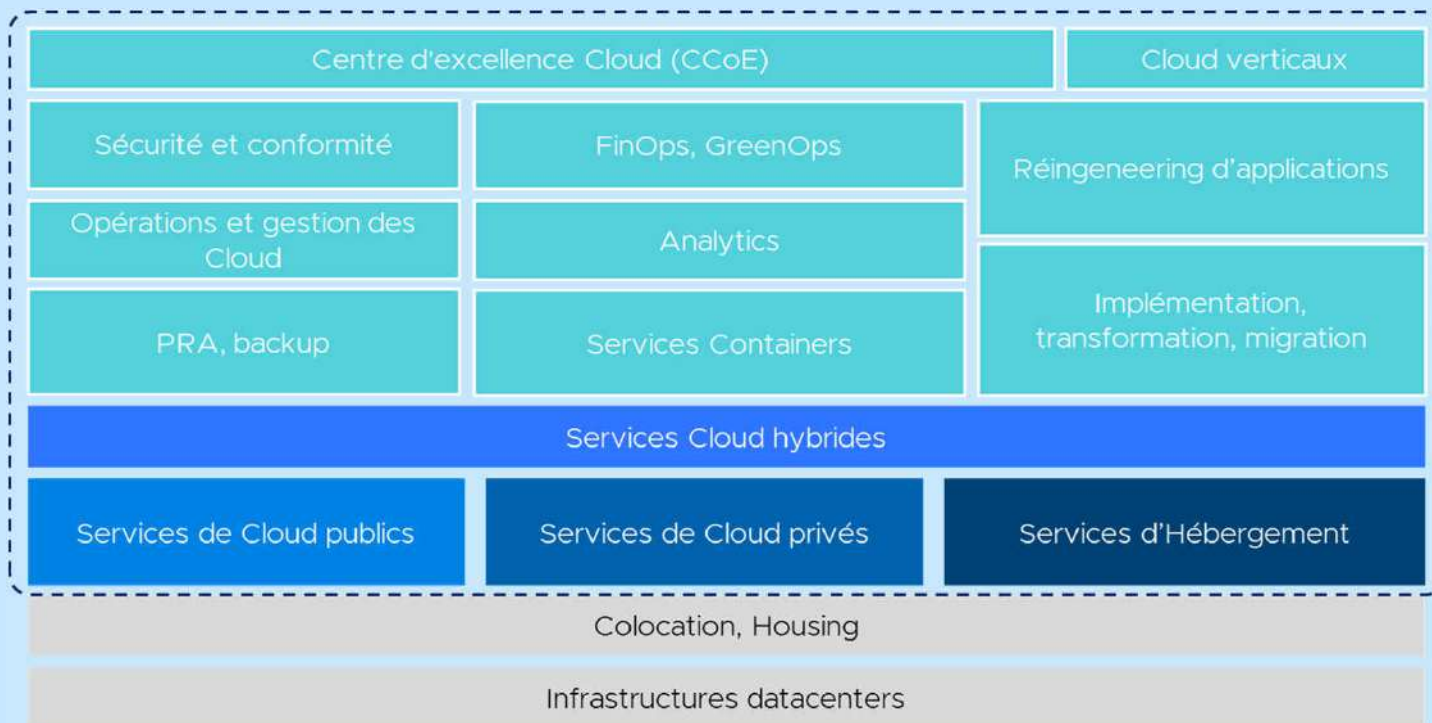 Centre d'excellence Cloud (CCoE)
Cloud verticaux
Sécurité et conformité
FinOps, GreenOps
Réingeneering d’applications
Opérations et gestion des
Cloud
Analytics
Implémentation,
transformation, migration
PRA, backup
Services Containers
Services Cloud hybrides
Services de Cloud publics
Services de Cloud privés
Services d’Hébergement
Colocation, Housing
Infrastructures datacenters